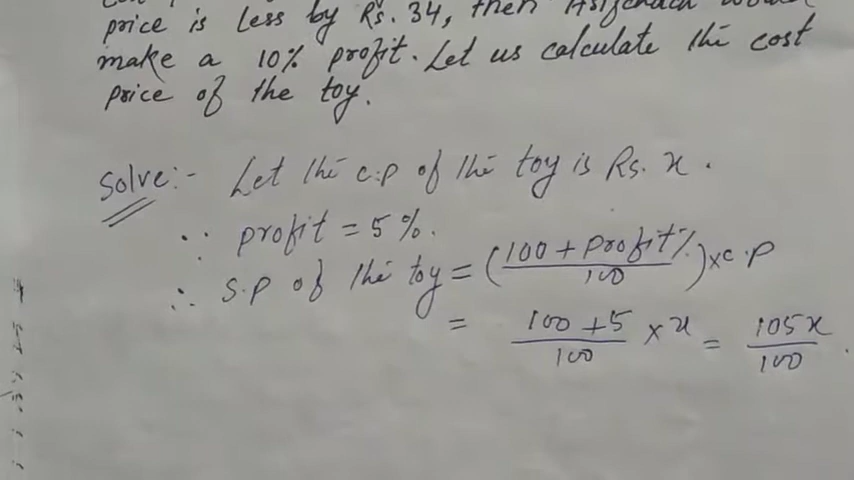 price is less by Rs. 34, then
make a 10% profit. Let us calculate the cost
price of the toy.
Solve:- Let the c.p of the toy is Rs. x.
∵ profit = 5%.
∴ S.P of the toy = (100 + profit% / 100) × c.p
= 100 + 5 / 100 × x = 105x / 100.